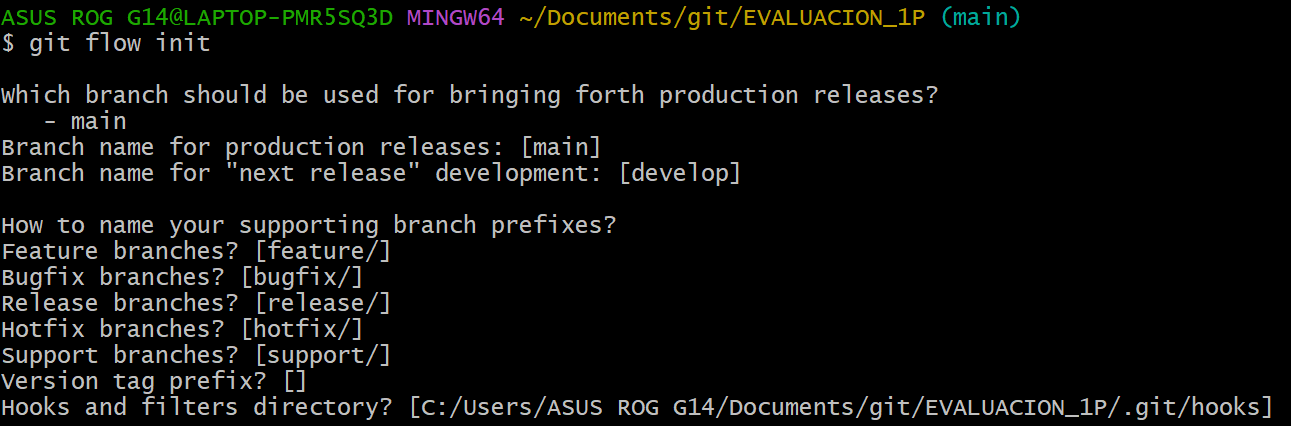 ASUS ROG G14@LAPTOP-PMR5SQ3D MINGW64 ~/Documents/git/EVALUACION_1P (main)
$ git flow init
Which branch should be used for bringing forth production releases?
   - main
Branch name for production releases: [main]
Branch name for "next release" development: [develop]
How to name your supporting branch prefixes?
Feature branches? [feature/]
Bugfix branches? [bugfix/]
Release branches? [release/]
Hotfix branches? [hotfix/]
Support branches? [support/]
Version tag prefix? []
Hooks and filters directory? [C:/Users/ASUS ROG G14/Documents/git/EVALUACION_1P/.git/hooks]